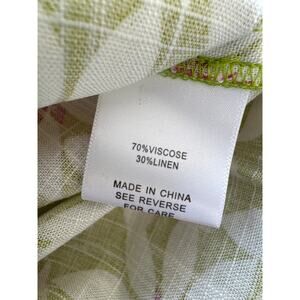 70%VISCOSE
30%LINEN
MADE IN CHINA
SEE REVERSE
FOR CARE